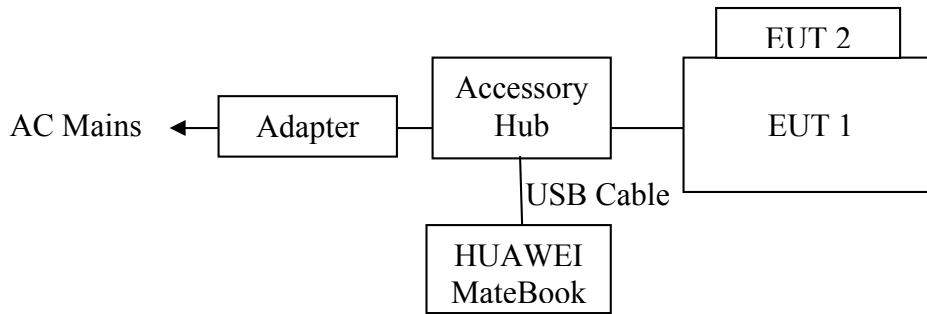 EUT 2
Accessory
Hub
AC Mains
Adapter
EUT 1
USB Cable
HUAWEI
MateBook